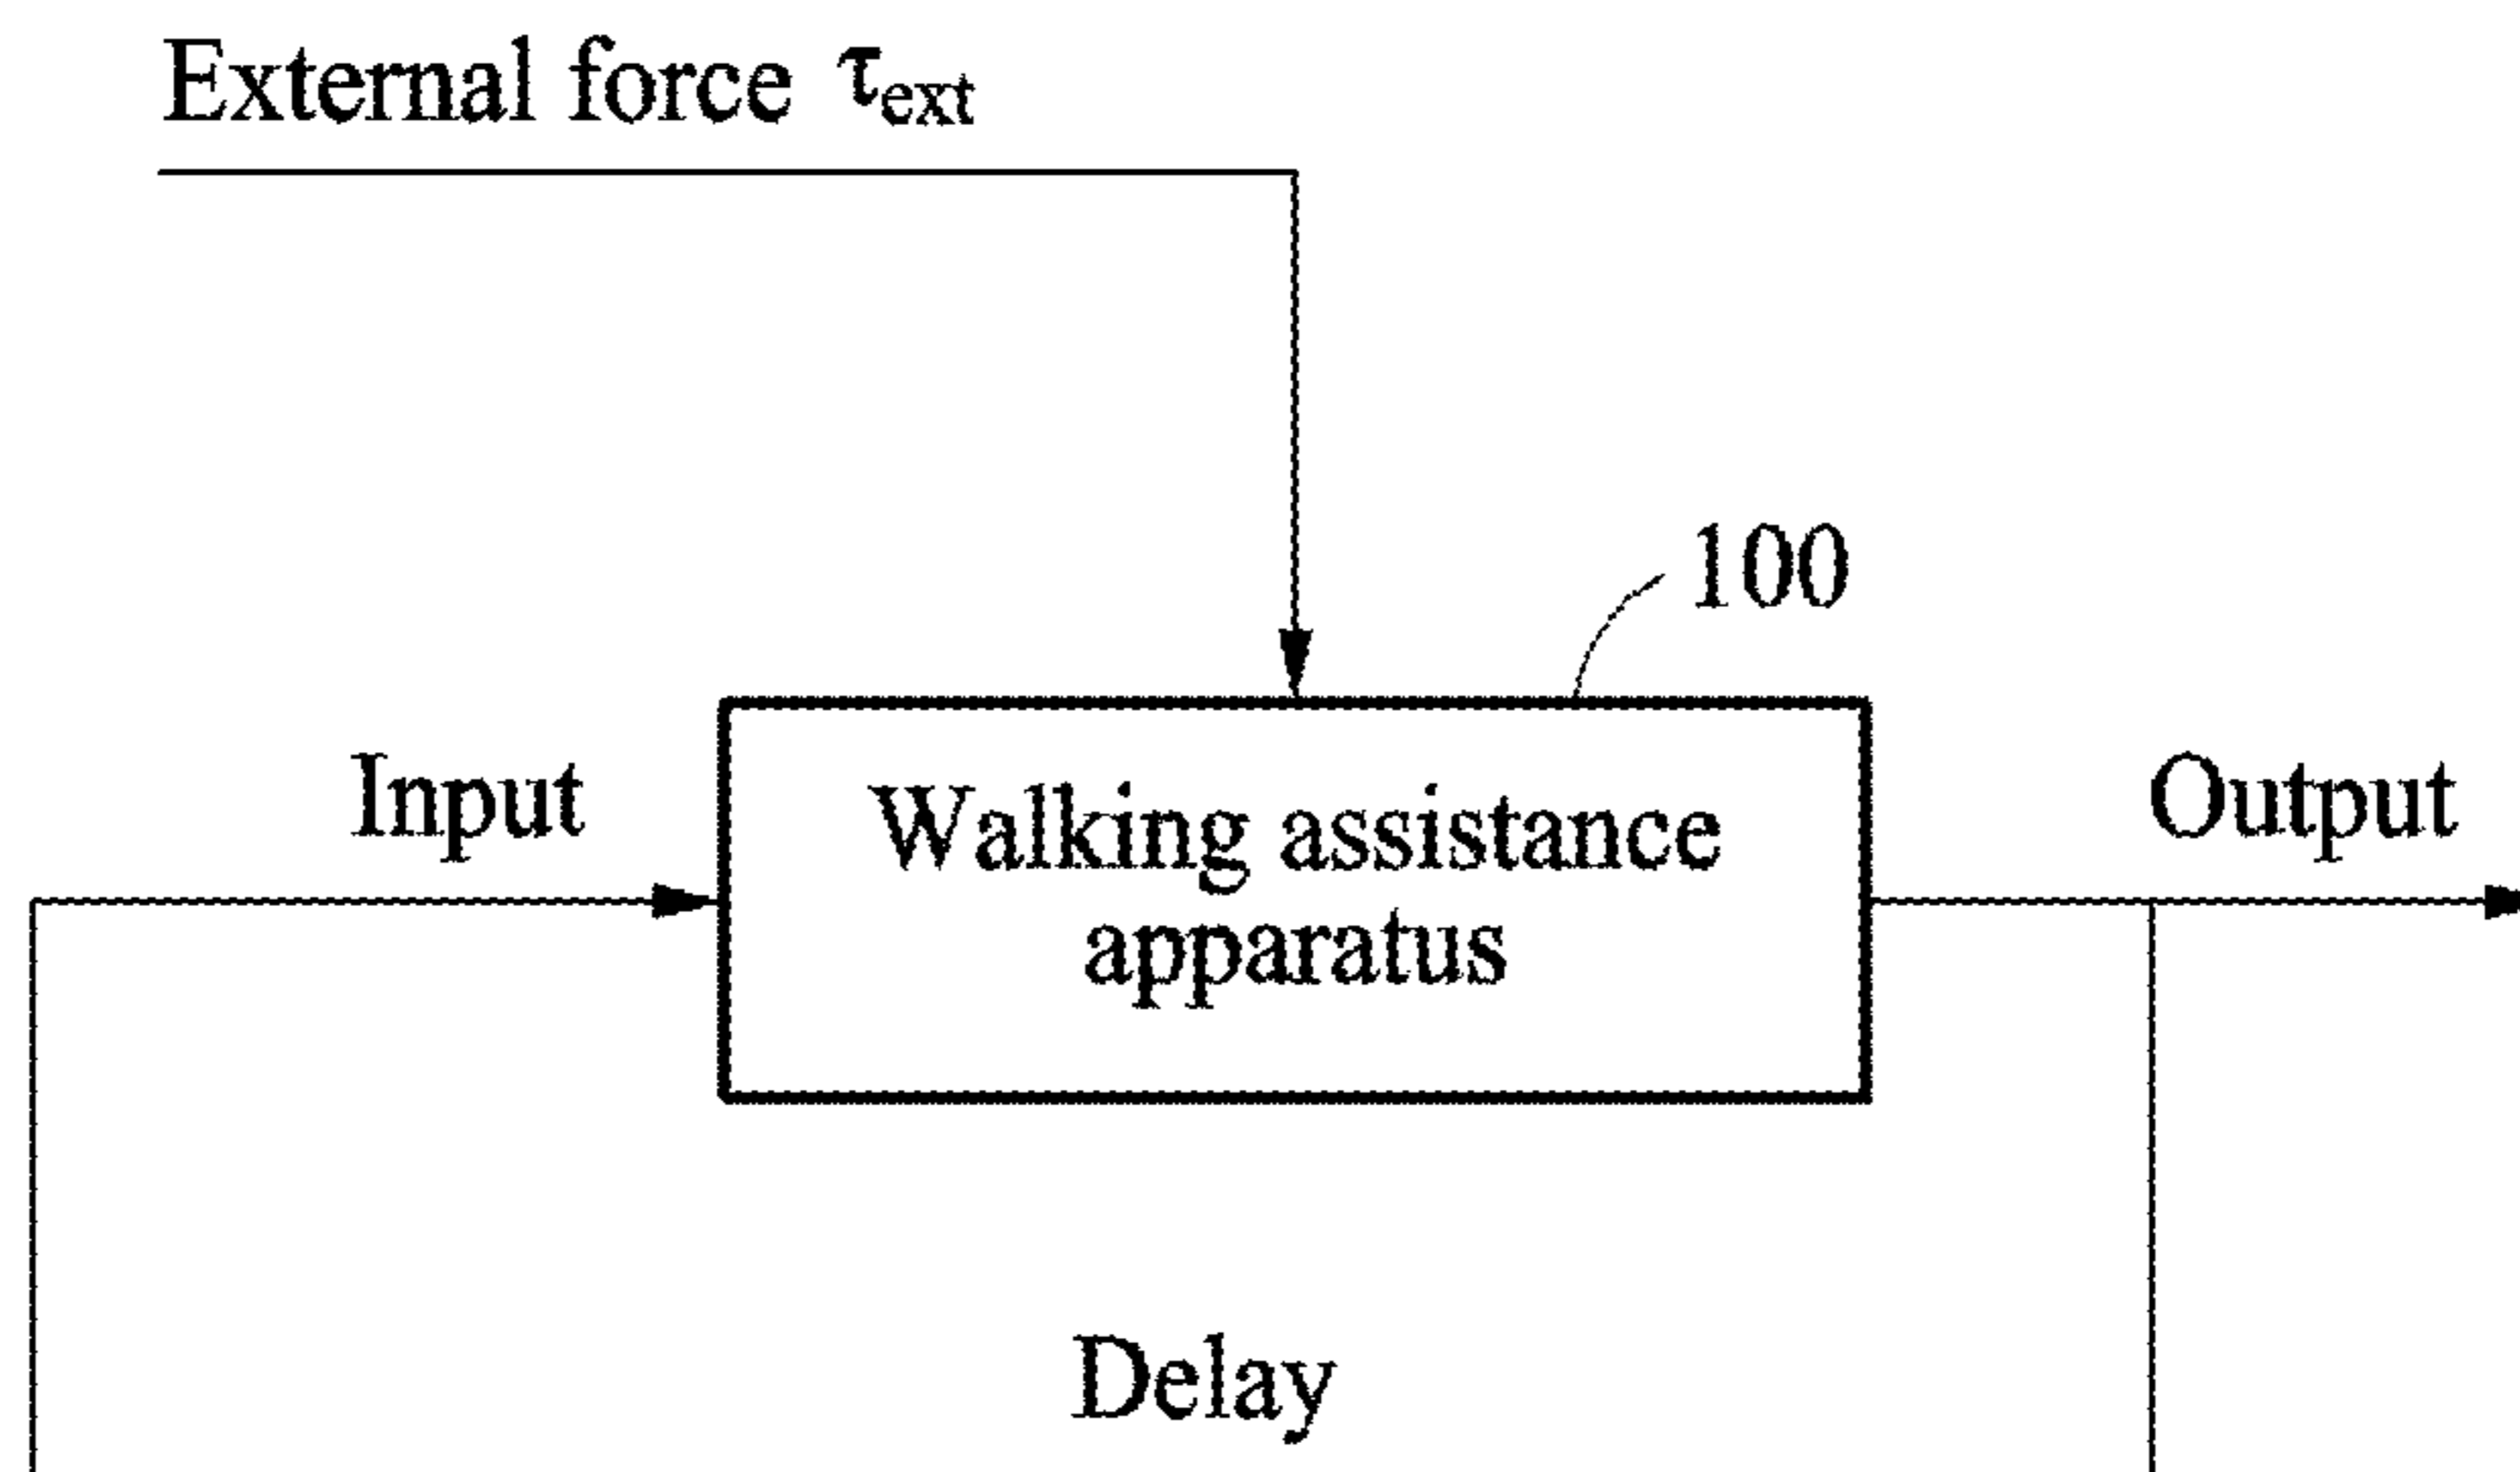 External force τext
100
Input
Walking assistance
apparatus
Output
Delay